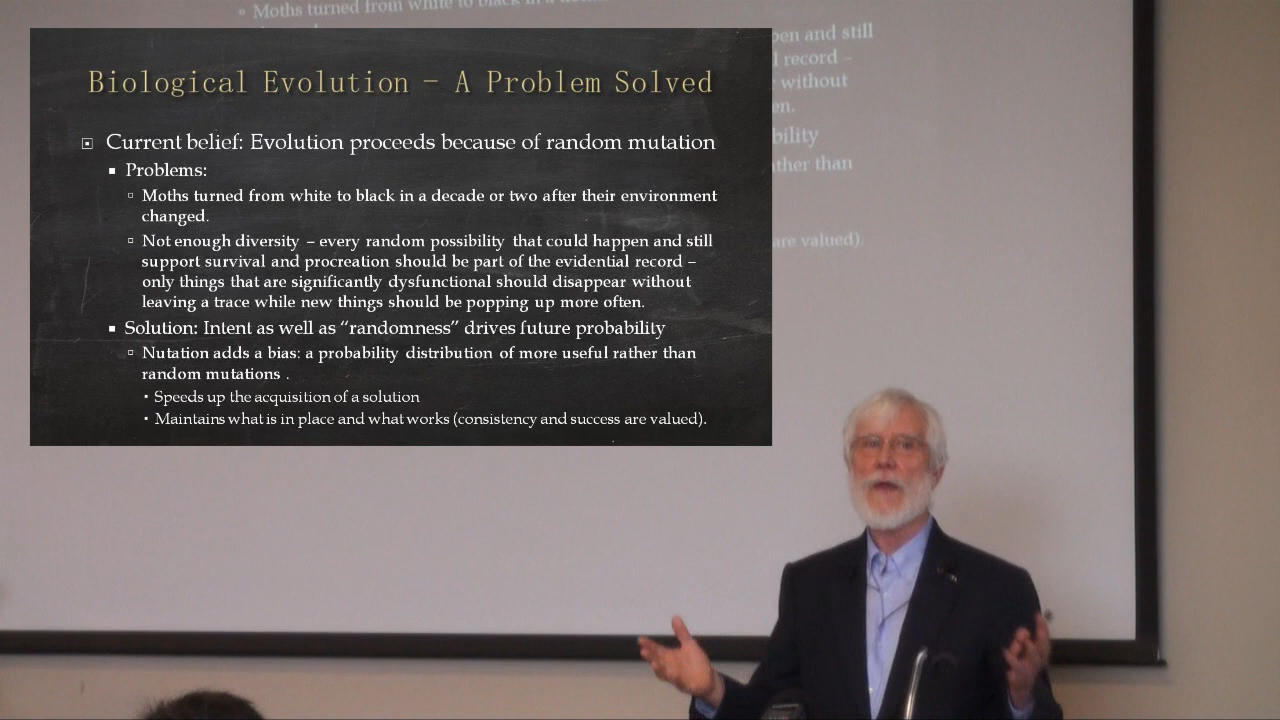 Moths turned from white to black in a
Biological Evolution – A Problem Solved
Current belief: Evolution proceeds because of random mutation
Problems:
Moths turned from white to black in a decade or two after their environment
changed.
Not enough diversity – every random possibility that could happen and still
support survival and procreation should be part of the evidential record –
only things that are significantly dysfunctional should disappear without
leaving a trace while new things should be popping up more often.
Solution: Intent as well as “randomness” drives future probability
Nutation adds a bias: a probability distribution of more useful rather than
random mutations .
Speeds up the acquisition of a solution
Maintains what is in place and what works (consistency and success are valued).
pen and still
l record –
without
en.
bility
ther than
are valued).